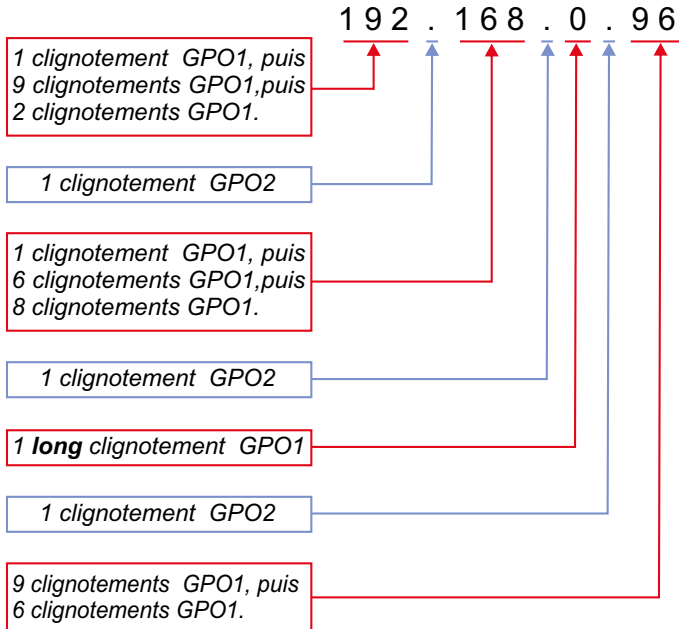 192.168.0.96
1 clignotement GPO1, puis
9 clignotements GPO1,puis
2 clignotements GPO1.
1 clignotement GPO2
1 clignotement GPO1, puis
6 clignotements GPO1,puis
8 clignotements GPO1.
1 clignotement GPO2
1 long clignotement GPO1
1 clignotement GPO2
9 clignotements GPO1, puis
6 clignotements GPO1.